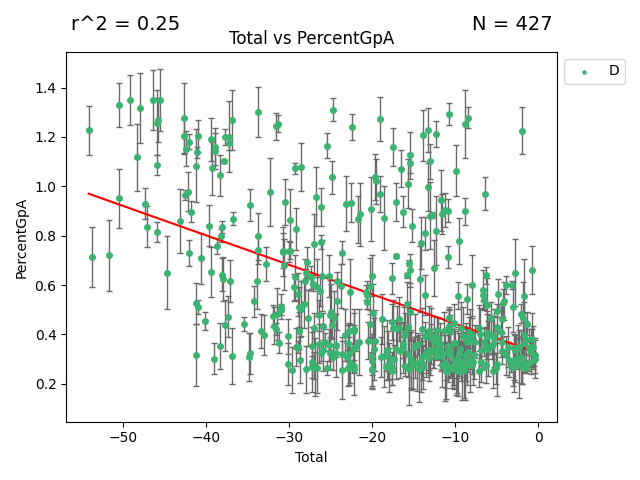 r^2 = 0.25
N = 427
Total vs PercentGpA
D
PercentGpA
1.4
1.2
1.0
0.8
0.6
0.4
0.2
−50
−40
−30
−20
−10
0
Total